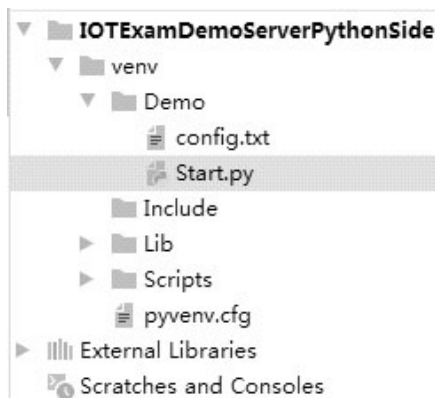 IOTExamDemoServerPythonSide
venv
Demo
config.txt
Start.py
Include
Lib
Scripts
pyvenv.cfg
External Libraries
Scratches and Consoles